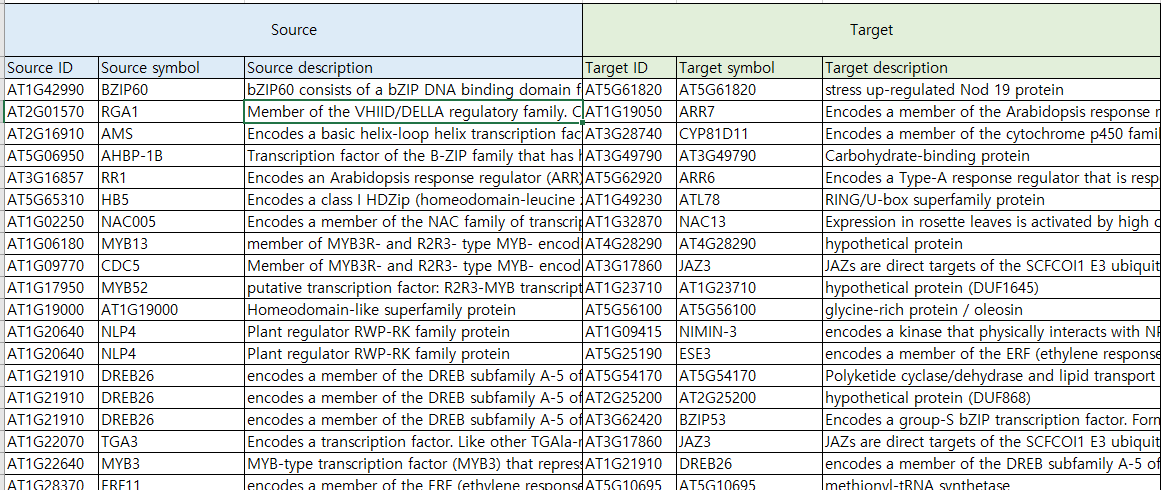 Source Target
Source ID Source symbol Source description Target ID Target symbol Target description
AT1G42990 BZIP60 bZIP60 consists of a bZIP DNA binding domain f AT5G61820 AT5G61820 stress up-regulated Nod 19 protein
AT2G01570 RGA1 Member of the VHIID/DELLA regulatory family. C AT1G19050 ARR7 Encodes a member of the Arabidopsis response r
AT2G16910 AMS Encodes a basic helix-loop helix transcription fac AT3G28740 CYP81D11 Encodes a member of the cytochrome p450 famil
AT5G06950 AHBP-1B Transcription factor of the B-ZIP family that has h AT3G49790 AT3G49790 Carbohydrate-binding protein
AT3G16857 RR1 Encodes an Arabidopsis response regulator (ARR) AT5G62920 ARR6 Encodes a Type-A response regulator that is resp
AT5G65310 HB5 Encodes a class I HDZip (homeodomain-leucine AT1G49230 ATL78 RING/U-box superfamily protein
AT1G02250 NAC005 Encodes a member of the NAC family of transcrip AT1G32870 NAC13 Expression in rosette leaves is activated by high c
AT1G06180 MYB13 member of MYB3R- and R2R3- type MYB- encodi AT4G28290 AT4G28290 hypothetical protein
AT1G09770 CDC5 Member of MYB3R- and R2R3- type MYB- encod AT3G17860 JAZ3 JAZs are direct targets of the SCFCOI1 E3 ubiquit
AT1G17950 MYB52 putative transcription factor: R2R3-MYB transcript AT1G23710 AT1G23710 hypothetical protein (DUF1645)
AT1G19000 AT1G19000 Homeodomain-like superfamily protein AT5G56100 AT5G56100 glycine-rich protein / oleosin
AT1G20640 NLP4 Plant regulator RWP-RK family protein AT1G09415 NIMIN-3 encodes a kinase that physically interacts with NP
AT1G20640 NLP4 Plant regulator RWP-RK family protein AT5G25190 ESE3 encodes a member of the ERF (ethylene response
AT1G21910 DREB26 encodes a member of the DREB subfamily A-5 of AT5G54170 AT5G54170 Polyketide cyclase/dehydrase and lipid transport
AT1G21910 DREB26 encodes a member of the DREB subfamily A-5 of AT2G25200 AT2G25200 hypothetical protein (DUF868)
AT1G21910 DREB26 encodes a member of the DREB subfamily A-5 of AT3G62420 BZIP53 Encodes a group-S bZIP transcription factor. Forn
AT1G22070 TGA3 Encodes a transcription factor. Like other TGAla-r AT3G17860 JAZ3 JAZs are direct targets of the SCFCOI1 E3 ubiquit
AT1G22640 MYB3 MYB-type transcription factor (MYB3) that repress AT1G21910 DREB26 encodes a member of the DREB subfamily A-5 of
AT1G28370 ERF11 encodes a member of the ERF (ethylene response AT5G10695 AT5G10695 methionyl-tRNA synthetase